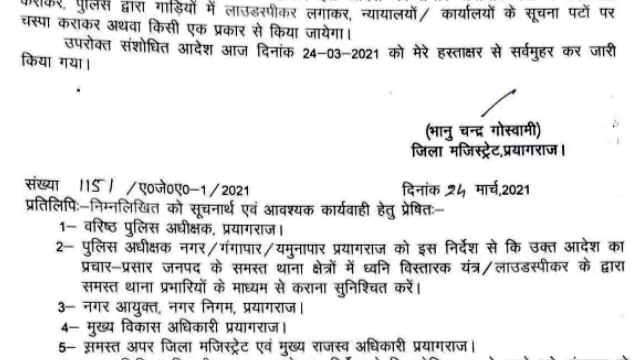 कराकर, पुलिस द्वारा गाड़ियों में लाउडस्पीकर लगाकर, न्यायालयों/ कार्यालयों के सूचना पटों पर
चस्पा कराकर अथवा किसी एक प्रकार से किया जायेगा।
उपरोक्त संशोधित आदेश आज दिनांक 24-03-2021 को मेरे हस्ताक्षर से सर्वमुहर कर जारी
किया गया।
(भानु चन्द्र गोस्वामी)
जिला मजिस्ट्रेट,प्रयागराज।
संख्या 1151 /ए०जे०ए०-1/2021 दिनांक 24 मार्च,2021
प्रतिलिपिः-निम्नलिखित को सूचनार्थ एवं आवश्यक कार्यवाही हेतु प्रेषितः-
1- वरिष्ठ पुलिस अधीक्षक, प्रयागराज।
2- पुलिस अधीक्षक नगर/गंगापार/यमुनापार प्रयागराज को इस निर्देश से कि उक्त आदेश का
प्रचार-प्रसार जनपद के समस्त थाना क्षेत्रों में ध्वनि विस्तारक यंत्र/लाउडस्पीकर के द्वारा
समस्त थाना प्रभारियों के माध्यम से कराना सुनिश्चित करें।
3- नगर आयुक्त, नगर निगम, प्रयागराज।
4- मुख्य विकास अधिकारी प्रयागराज।
5- समस्त अपर जिला मजिस्ट्रेट एवं मुख्य राजस्व अधिकारी प्रयागराज।